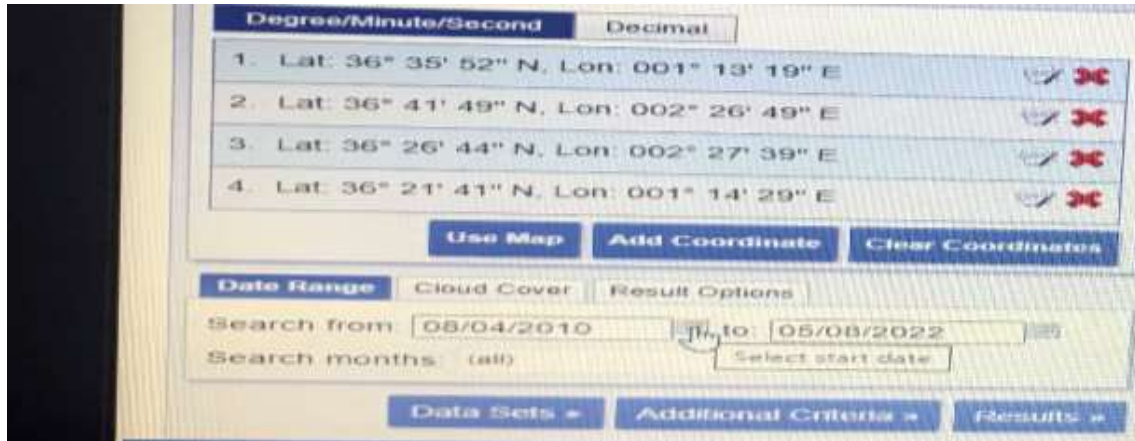 Degree/Minute/Second Decimal
1. Lat: 36° 35' 52" N, Lon: 001° 13' 19" E
2. Lat: 36° 41' 49" N, Lon: 002° 26' 49" E
3. Lat: 36° 26' 44" N, Lon: 002° 27' 39" E
4. Lat: 36° 21' 41" N, Lon: 001° 14' 29" E
Use Map Add Coordinate Clear Coordinates
Date Range Cloud Cover Result Options
Search from: 08/04/2010 to: 05/08/2022
Search months: (all) Select start date
Data Sets » Additional Criteria » Results »